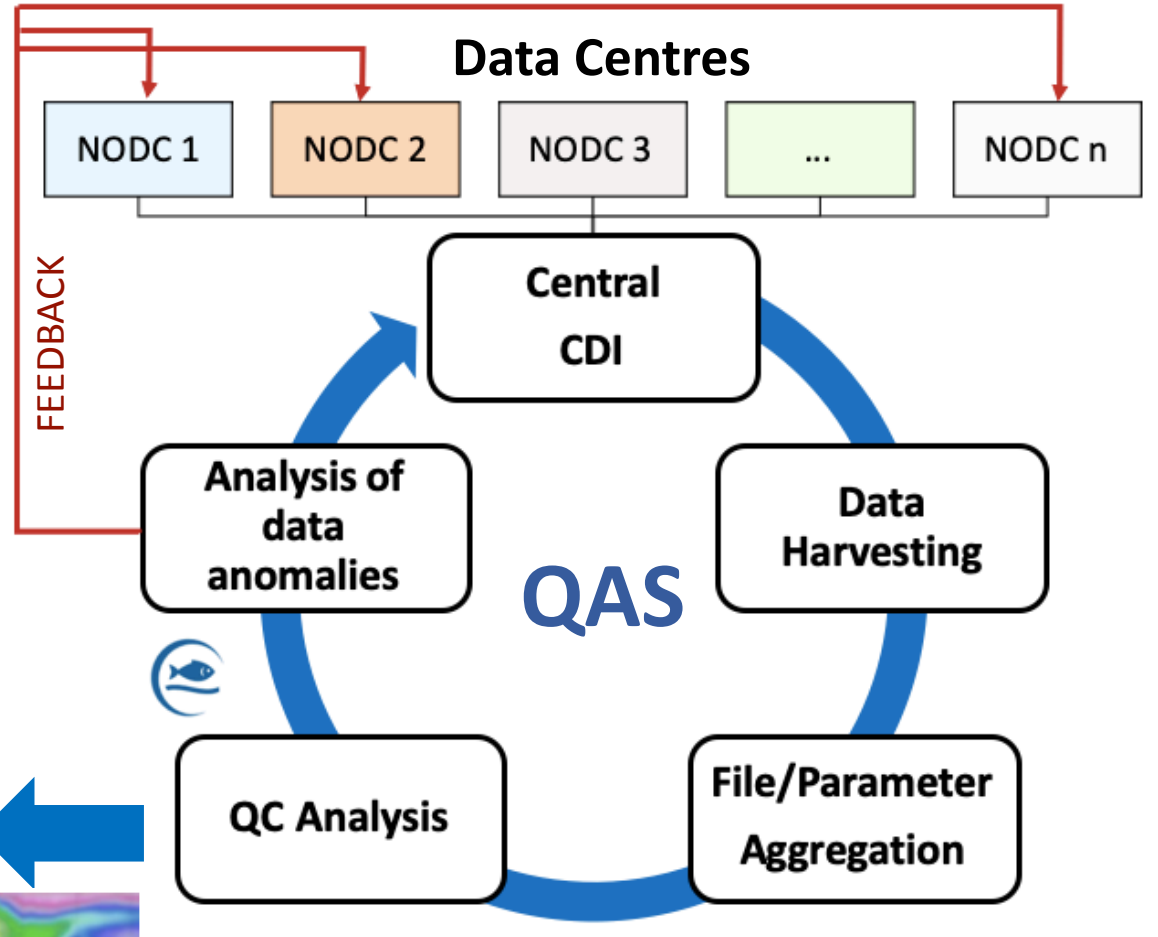 Data Centres
NODC 1
NODC 2
NODC 3
...
NODC n
FEEDBACK
Central
CDI
Analysis of
data
anomalies
Data
Harvesting
QAS
QC Analysis
File/Parameter
Aggregation